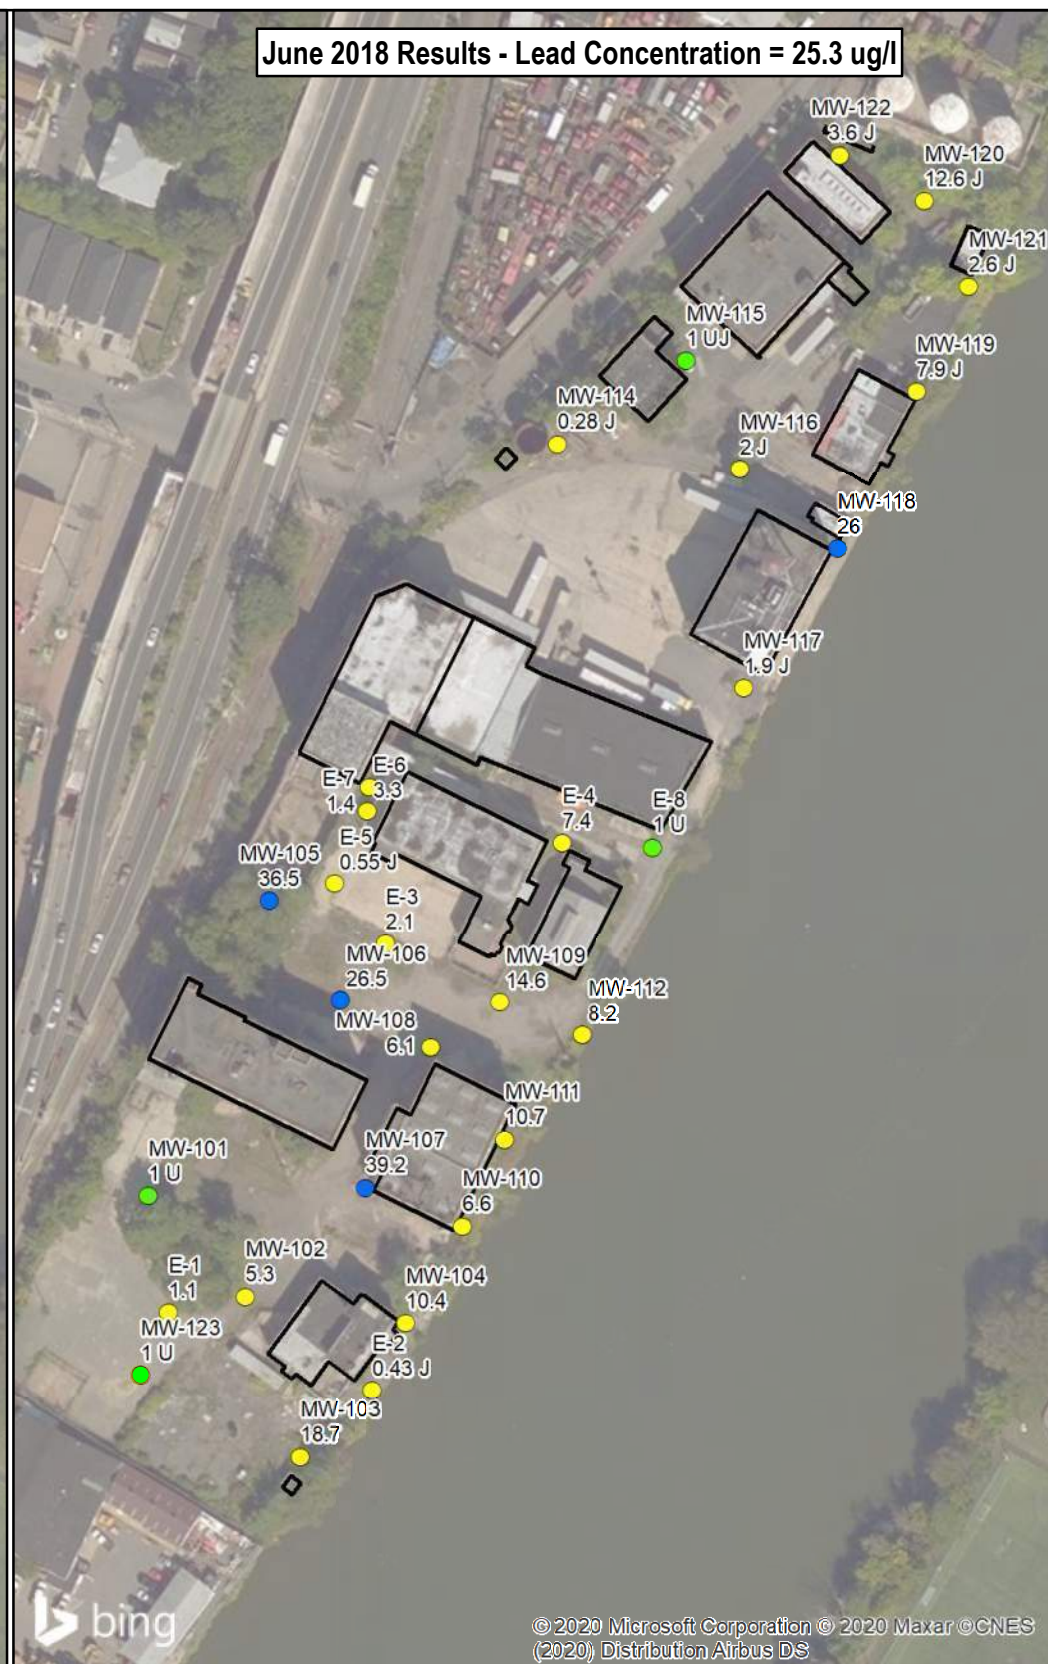 June 2018 Results - Lead Concentration = 25.3 ug/l
MW-122
3.6 J
MW-120
12.6 J
MW-121
2.6 J
MW-115
1 UJ
MW-119
7.9 J
MW-114
0.28 J
MW-116
2 J
MW-118
26
MW-117
1.9 J
E-6
3.3
E-7
1.4
E-4
7.4
E-8
1 U
E-5
0.55 J
MW-105
36.5
E-3
2.1
MW-106
26.5
MW-109
14.6
MW-112
8.2
MW-108
6.1
MW-111
10.7
MW-107
39.2
MW-101
1 U
MW-110
6.6
MW-102
5.3
E-1
1.1
MW-104
10.4
MW-123
1 U
E-2
0.43 J
MW-103
18.7
bing
© 2020 Microsoft Corporation © 2020 Maxar ©CNES
(2020) Distribution Airbus DS